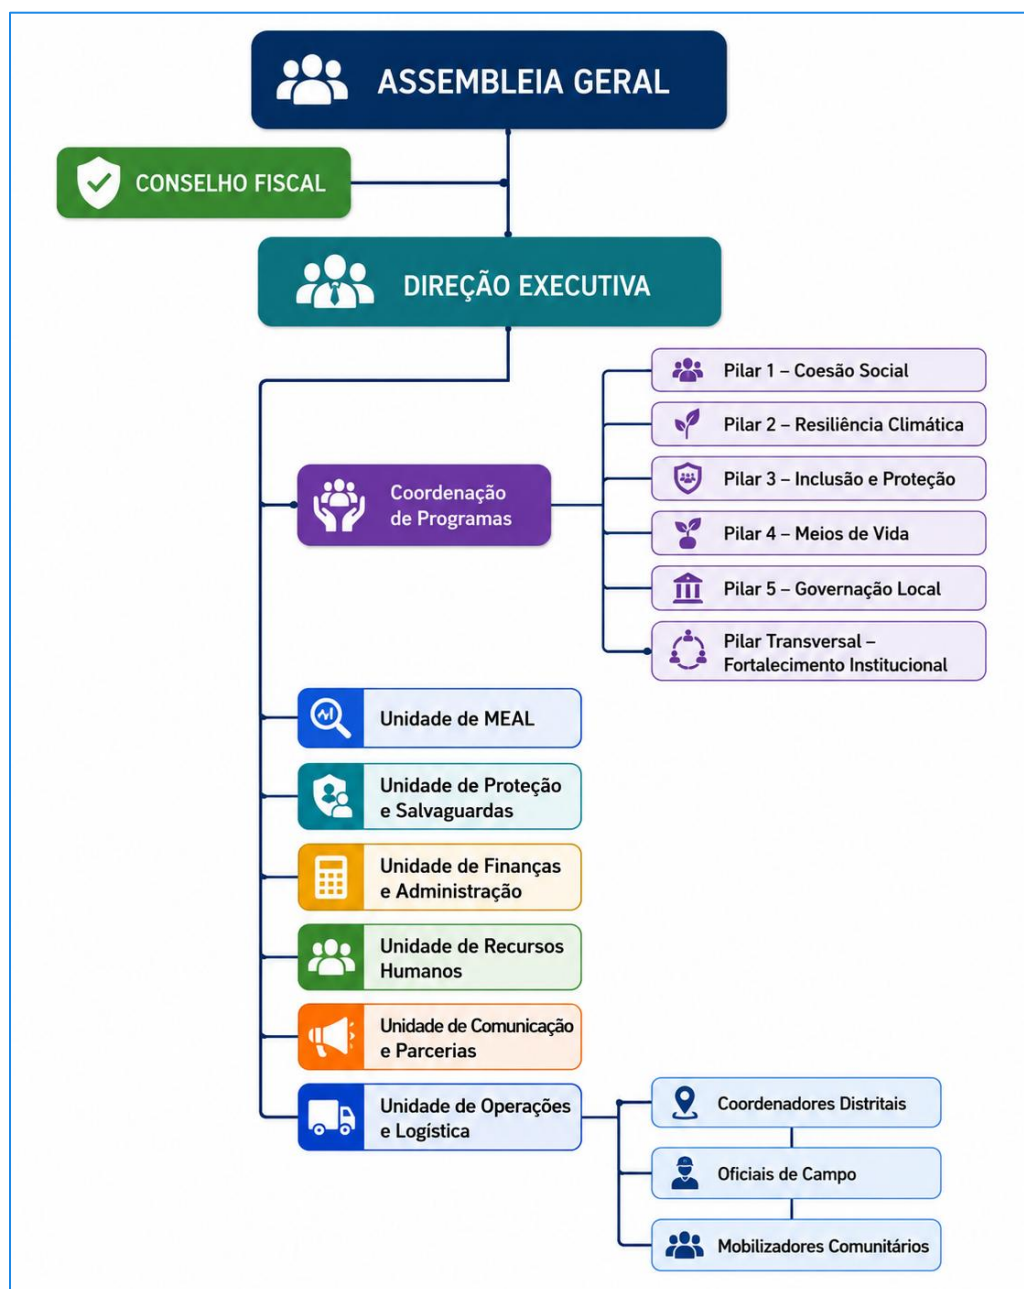 ASSEMBLEIA GERAL
CONSELHO FISCAL
DIREÇÃO EXECUTIVA
Coordenação
de Programas
Pilar 1 – Coesão Social
Pilar 2 – Resiliência Climática
Pilar 3 – Inclusão e Proteção
Pilar 4 – Meios de Vida
Pilar 5 – Governação Local
Pilar Transversal –
Fortalecimento Institucional
Unidade de MEAL
Unidade de Proteção
e Salvaguardas
Unidade de Finanças
e Administração
Unidade de Recursos
Humanos
Unidade de Comunicação
e Parcerias
Unidade de Operações
e Logística
Coordenadores Distritais
Oficiais de Campo
Mobilizadores Comunitários